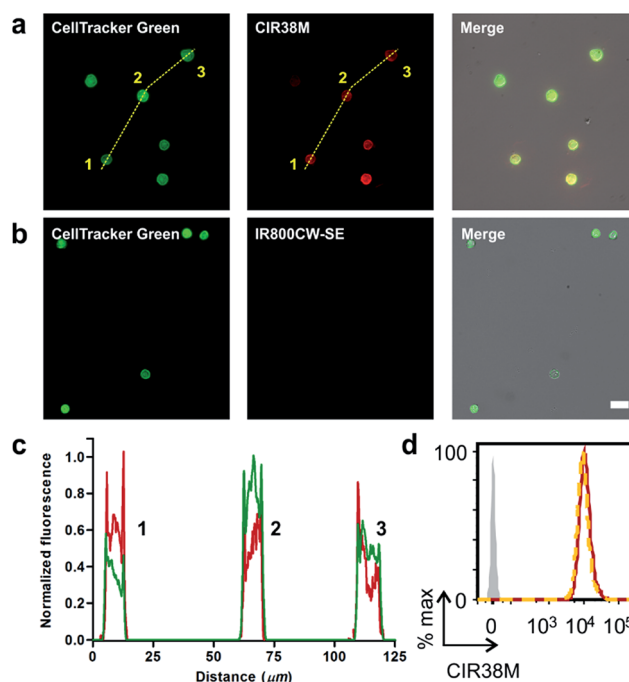 a
CellTracker Green
CIR38M
Merge
1
2
3
1
2
3
b
CellTracker Green
IR800CW-SE
Merge
c
Normalized fluorescence
1.0
0.8
0.6
0.4
0.2
0.0
1
2
3
0 25 50 75 100 125
Distance (µm)
d
% max
100
0
0 10³ 10⁴ 10⁵
CIR38M